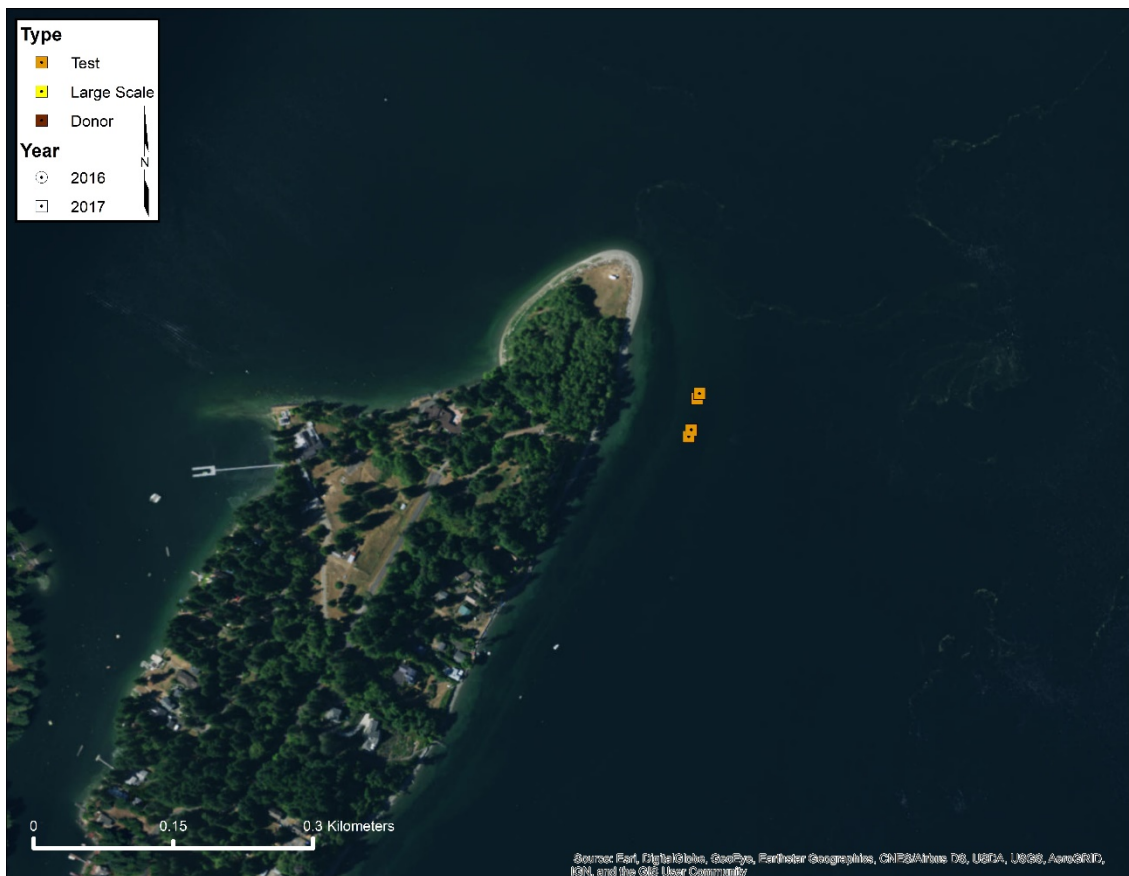 Type
Test
Large Scale
Donor
Year
2016
2017
N
0
0.15
0.3 Kilometers
Source: Esri, DigitalGlobe, GeoEye, Earthstar Geographics, CNES/Airbus DS, USDA, USGS, AeroGRID,
IGN, and the GIS User Community